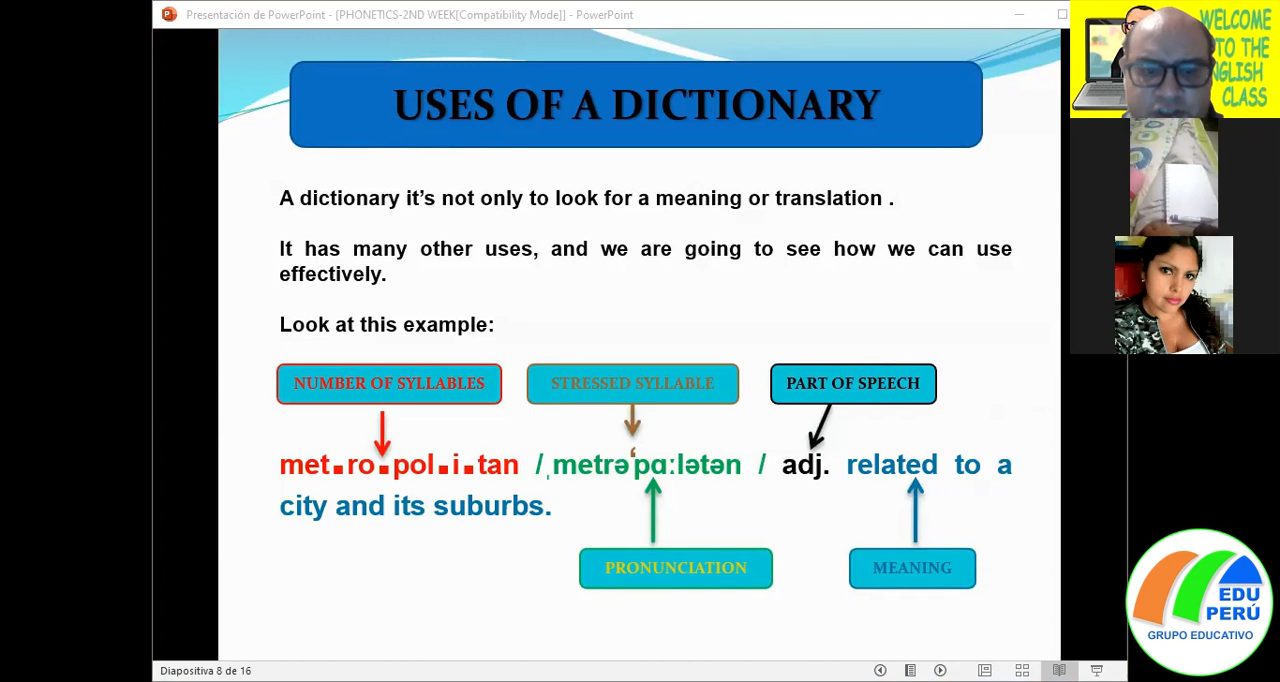 Presentación de PowerPoint - [PHONETICS-2ND WEEK[Compatibility Mode]] - PowerPoint
WELCOME
TO THE
NGLISH
CLASS
USES OF A DICTIONARY
A dictionary it's not only to look for a meaning or translation .
It has many other uses, and we are going to see how we can use
effectively.
Look at this example:
NUMBER OF SYLLABLES
STRESSED SYLLABLE
PART OF SPEECH
met▪ro▪pol▪i▪tan /ˌmetrəˈpɑːlətən / adj. related to a
city and its suburbs.
PRONUNCIATION
MEANING
EDU
PERÚ
GRUPO EDUCATIVO
Diapositiva 8 de 16